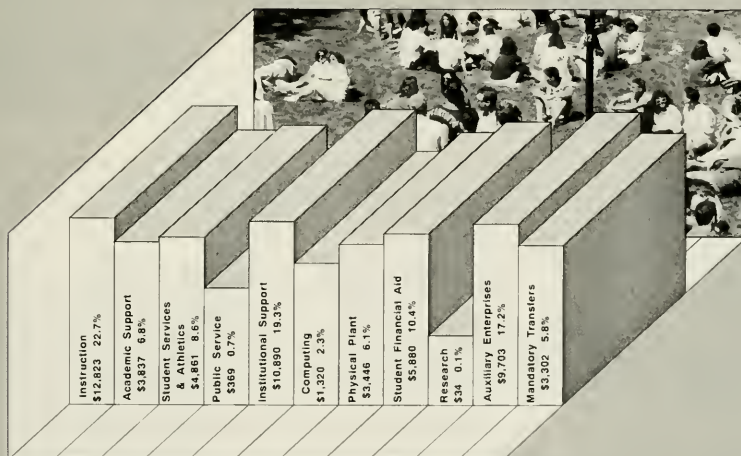 Instruction
$12,823 22.7%
Academic Support
$3,837 6.8%
Student Services
& Athletics
$4,861 8.6%
Public Service
$369 0.7%
Institutional Support
$10,890 19.3%
Computing
$1,320 2.3%
Physical Plant
$3,446 6.1%
Student Financial Aid
$5,880 10.4%
Research
$34 0.1%
Auxiliary Enterprises
$9,703 17.2%
Mandatory Transfers
$3,302 5.8%